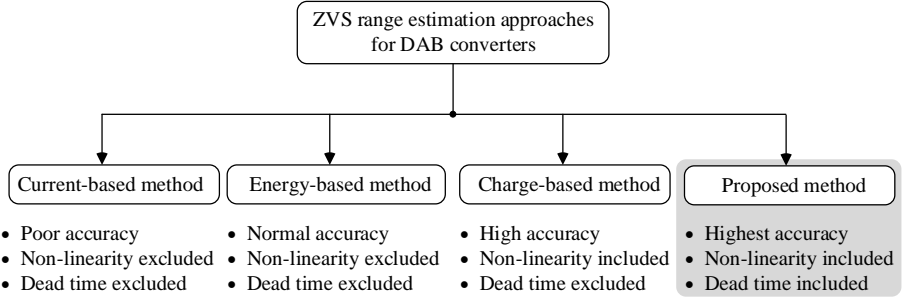 ZVS range estimation approaches
for DAB converters
Current-based method
• Poor accuracy
• Non-linearity excluded
• Dead time excluded
Energy-based method
• Normal accuracy
• Non-linearity excluded
• Dead time excluded
Charge-based method
• High accuracy
• Non-linearity included
• Dead time excluded
Proposed method
• Highest accuracy
• Non-linearity included
• Dead time included